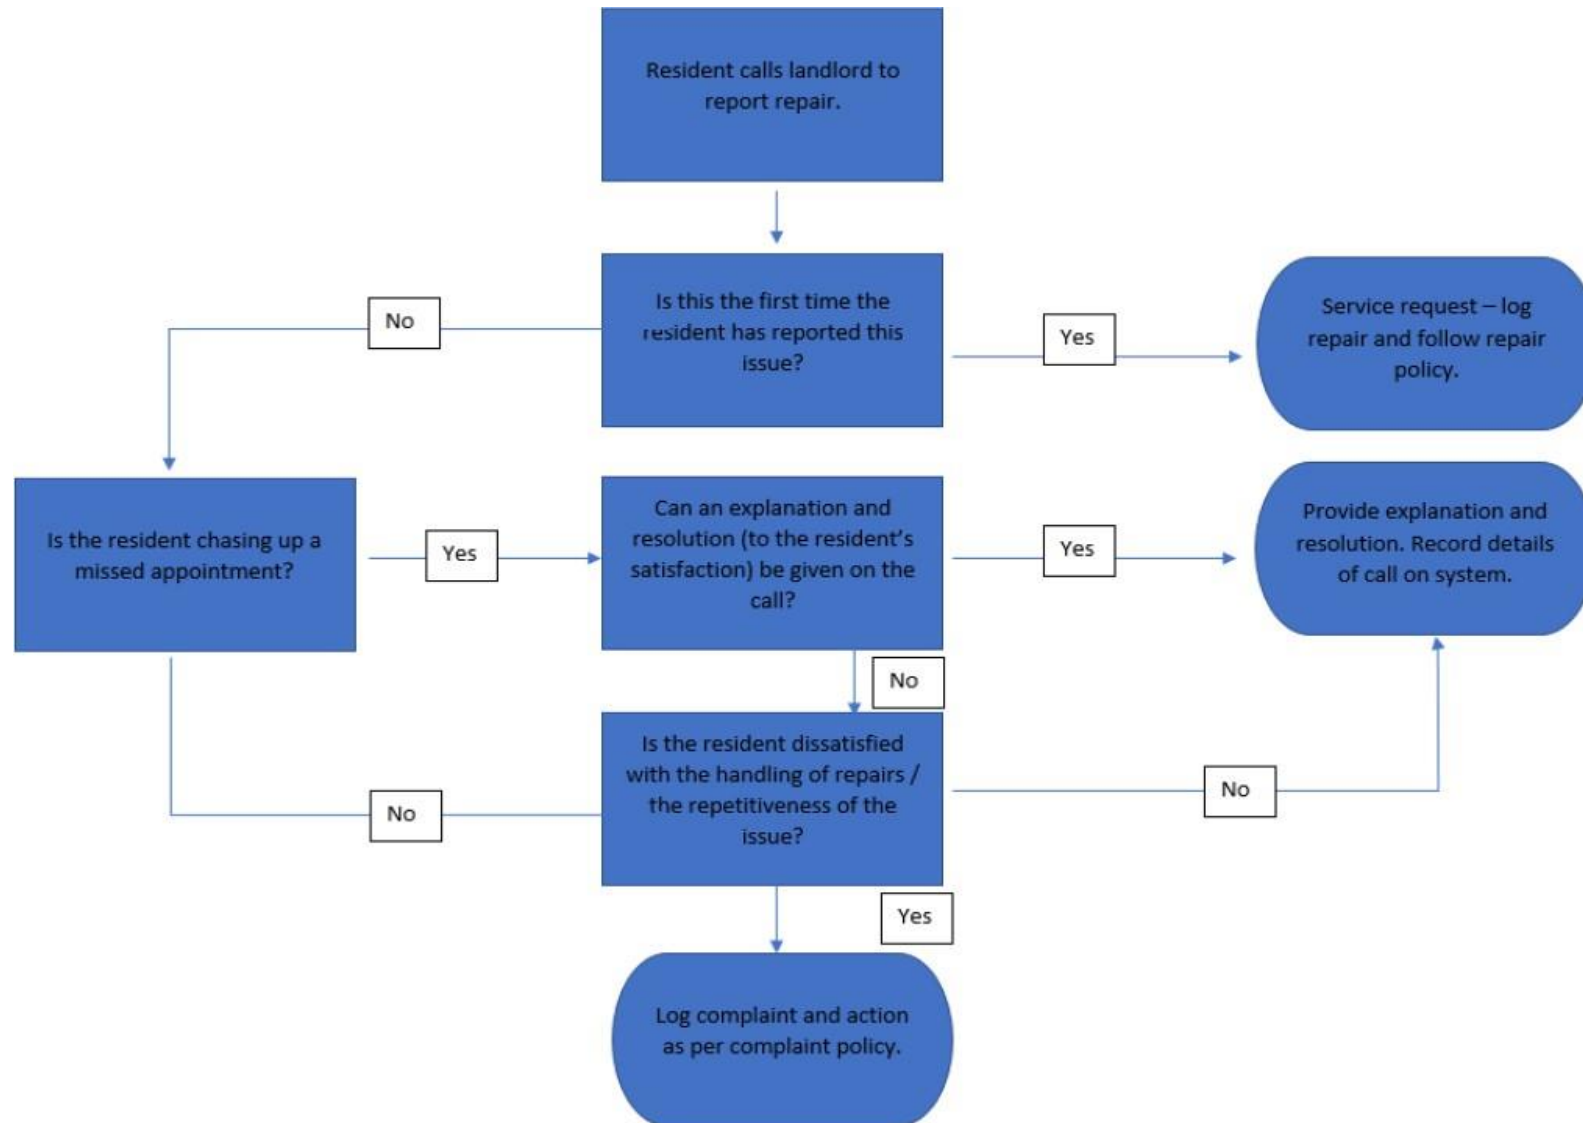 Resident calls landlord to
report repair.
Is this the first time the
resident has reported this
issue?
No
Yes
Service request – log
repair and follow repair
policy.
Is the resident chasing up a
missed appointment?
Yes
Can an explanation and
resolution (to the resident’s
satisfaction) be given on the
call?
Yes
Provide explanation and
resolution. Record details
of call on system.
No
Is the resident dissatisfied
with the handling of repairs /
the repetitiveness of the
issue?
No
No
Yes
Log complaint and action
as per complaint policy.